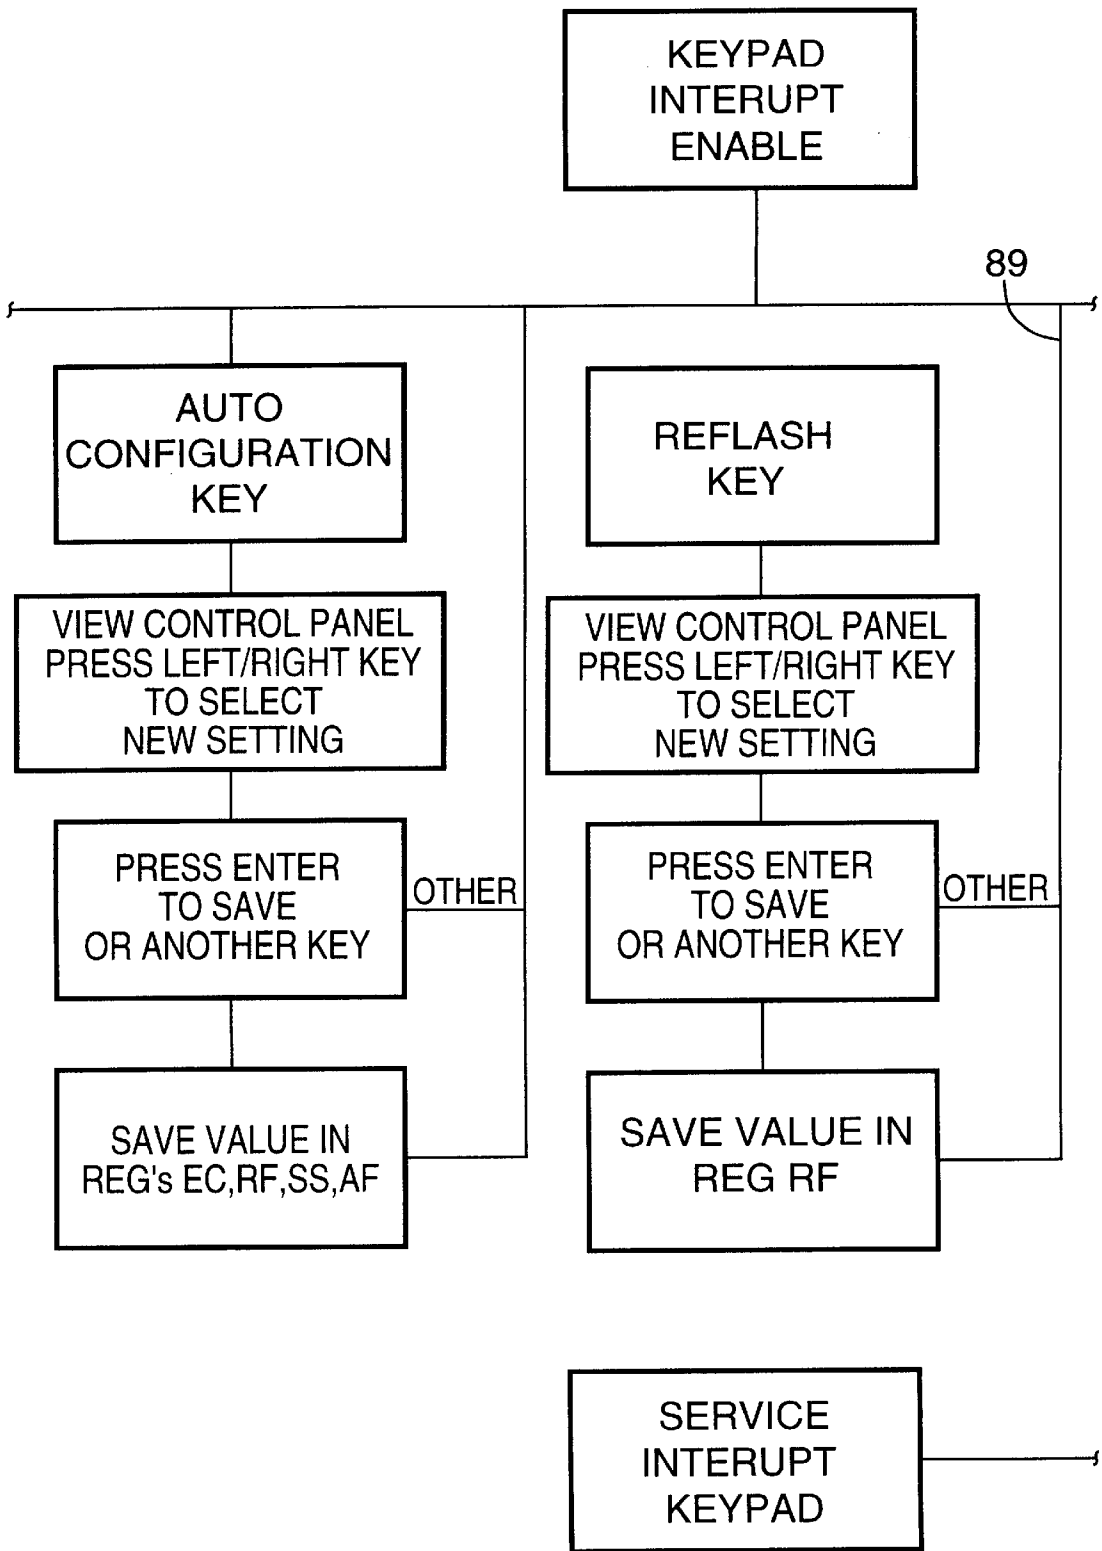 KEYPAD
INTERUPT
ENABLE
89
AUTO
CONFIGURATION
KEY
VIEW CONTROL PANEL
PRESS LEFT/RIGHT KEY
TO SELECT
NEW SETTING
PRESS ENTER
TO SAVE
OR ANOTHER KEY
OTHER
SAVE VALUE IN
REG's EC,RF,SS,AF
REFLASH
KEY
VIEW CONTROL PANEL
PRESS LEFT/RIGHT KEY
TO SELECT
NEW SETTING
PRESS ENTER
TO SAVE
OR ANOTHER KEY
OTHER
SAVE VALUE IN
REG RF
SERVICE
INTERUPT
KEYPAD